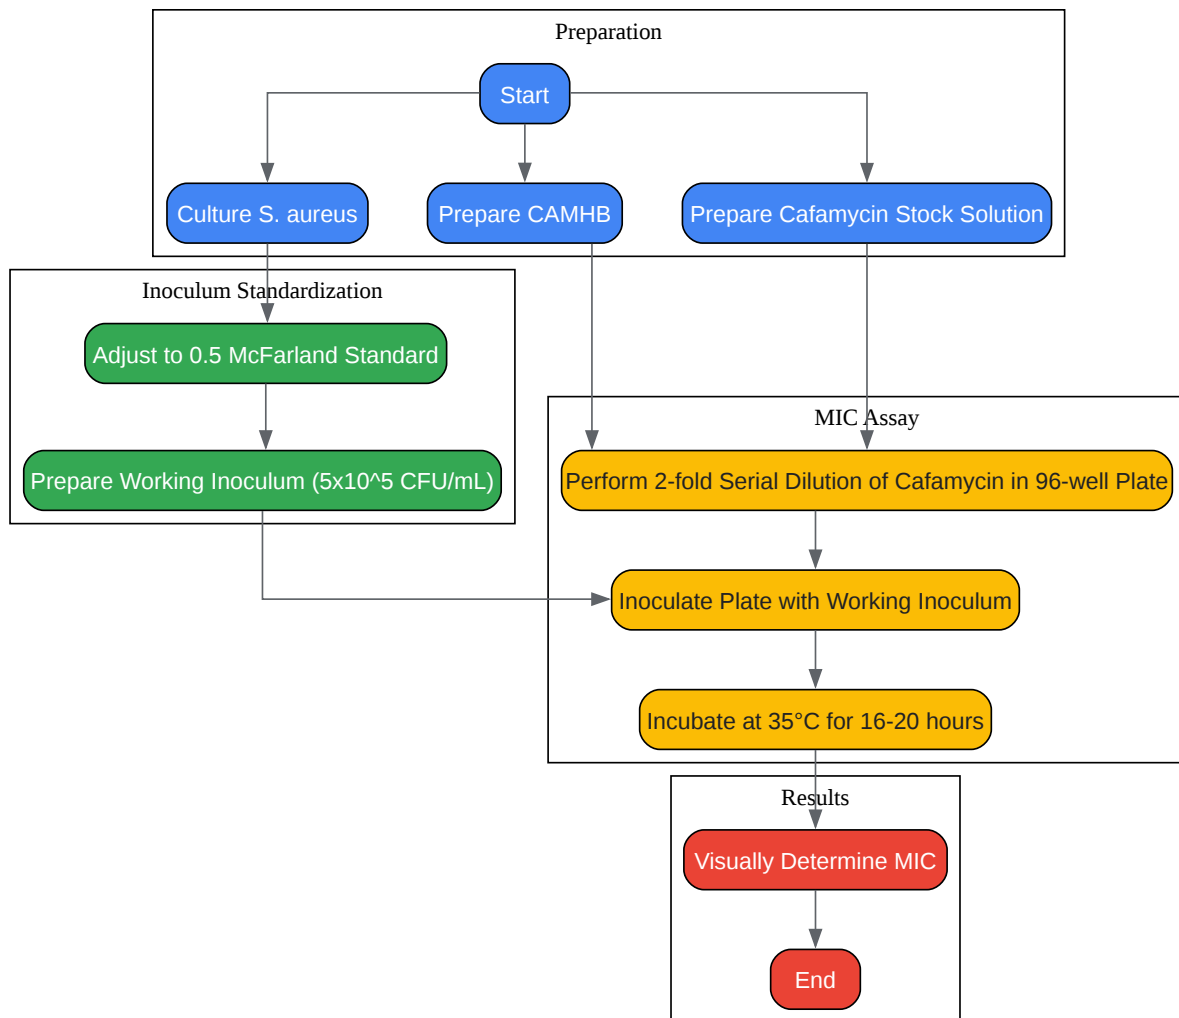 Preparation
Start
Culture S. aureus
Prepare CAMHB
Prepare Cafamycin Stock Solution
Inoculum Standardization
Adjust to 0.5 McFarland Standard
Prepare Working Inoculum (5x10^5 CFU/mL)
MIC Assay
Perform 2-fold Serial Dilution of Cafamycin in 96-well Plate
Inoculate Plate with Working Inoculum
Incubate at 35°C for 16-20 hours
Results
Visually Determine MIC
End